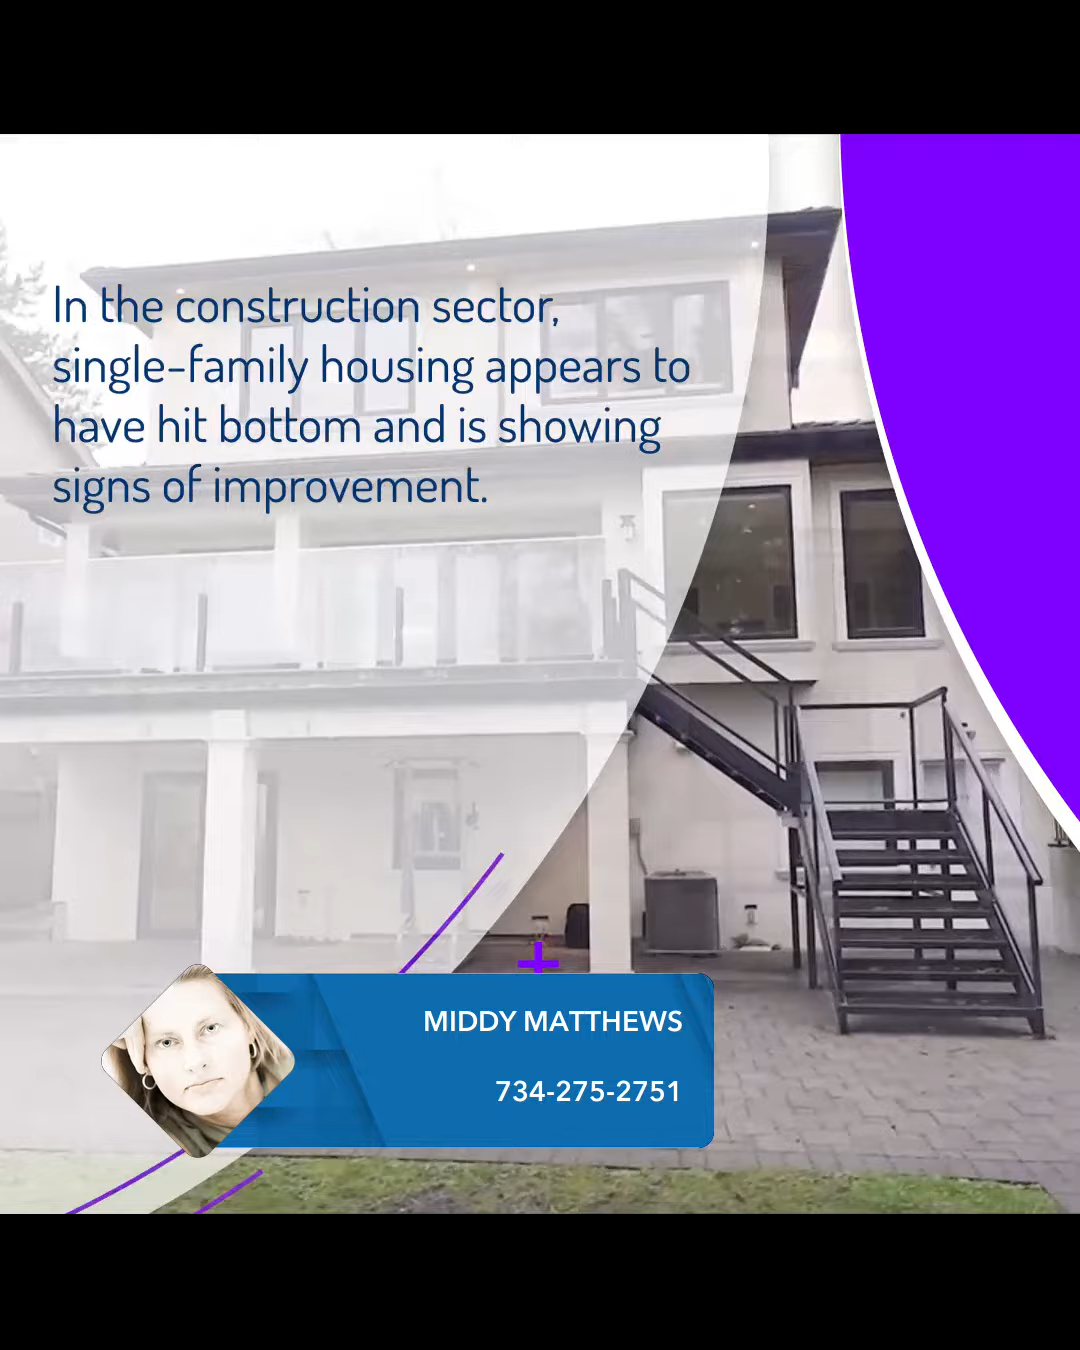 In the construction sector,
single-family housing appears to
have hit bottom and is showing
signs of improvement.
MIDDY MATTHEWS
734-275-2751